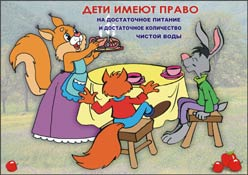 ДЕТИ ИМЕЮТ ПРАВО
НА ДОСТАТОЧНОЕ ПИТАНИЕ
И ДОСТАТОЧНОЕ КОЛИЧЕСТВО
ЧИСТОЙ ВОДЫ